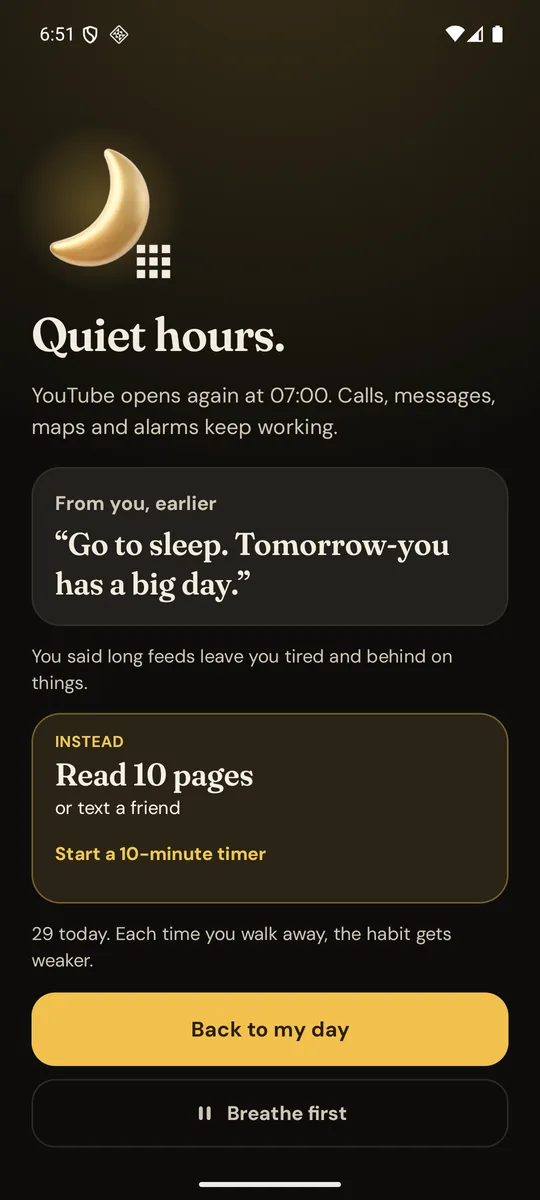 6:51
Quiet hours.
YouTube opens again at 07:00. Calls, messages,
maps and alarms keep working.
From you, earlier
“Go to sleep. Tomorrow-you
has a big day.”
You said long feeds leave you tired and behind on
things.
INSTEAD
Read 10 pages
or text a friend
Start a 10-minute timer
29 today. Each time you walk away, the habit gets
weaker.
Back to my day
Breathe first